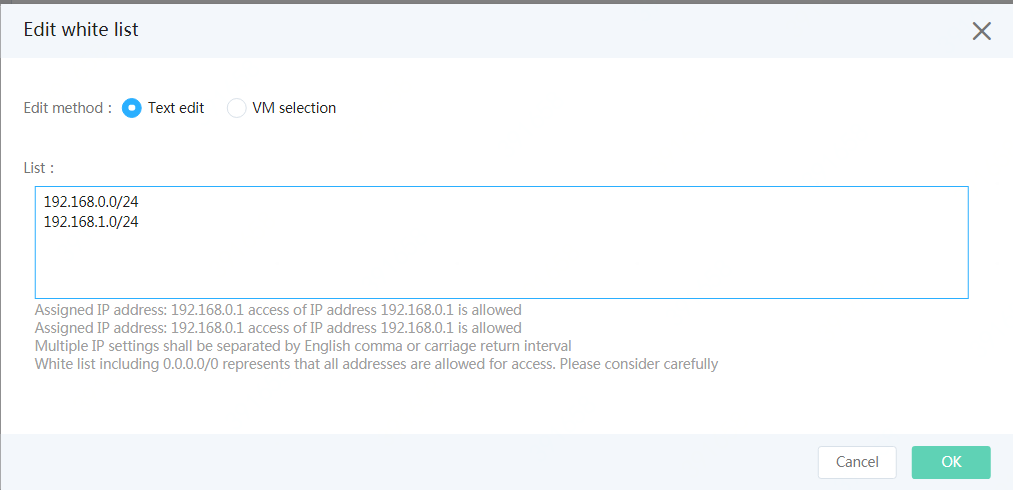 Edit white list
Edit method : Text edit VM selection
List :
192.168.0.0/24
192.168.1.0/24
Assigned IP address: 192.168.0.1 access of IP address 192.168.0.1 is allowed
Assigned IP address: 192.168.0.1 access of IP address 192.168.0.1 is allowed
Multiple IP settings shall be separated by English comma or carriage return interval
White list including 0.0.0.0/0 represents that all addresses are allowed for access. Please consider carefully
Cancel OK